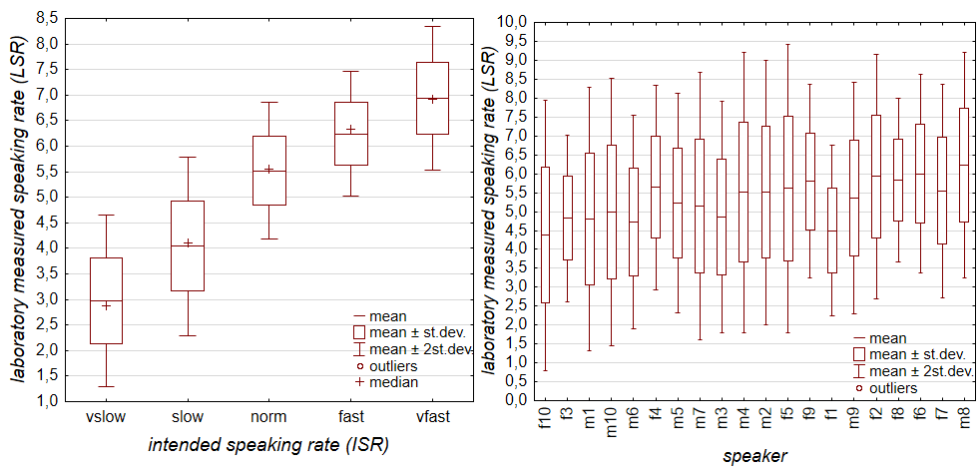 laboratory measured speaking rate (LSR)
8,5
8,0
7,5
7,0
6,5
6,0
5,5
5,0
4,5
4,0
3,5
3,0
2,5
2,0
1,5
1,0
mean
mean ± st.dev.
mean ± 2st.dev.
outliers
median
vslow slow norm fast vfast
intended speaking rate (ISR)
laboratory measured speaking rate (LSR)
10,0
9,5
9,0
8,5
8,0
7,5
7,0
6,5
6,0
5,5
5,0
4,5
4,0
3,5
3,0
2,5
2,0
1,5
1,0
0,5
0,0
mean
mean ± st.dev.
mean ± 2st.dev.
outliers
f10 f3 m1 m10 m6 f4 m5 m7 m3 m4 m2 f5 f9 f1 m9 f2 f8 f6 f7 m8
speaker